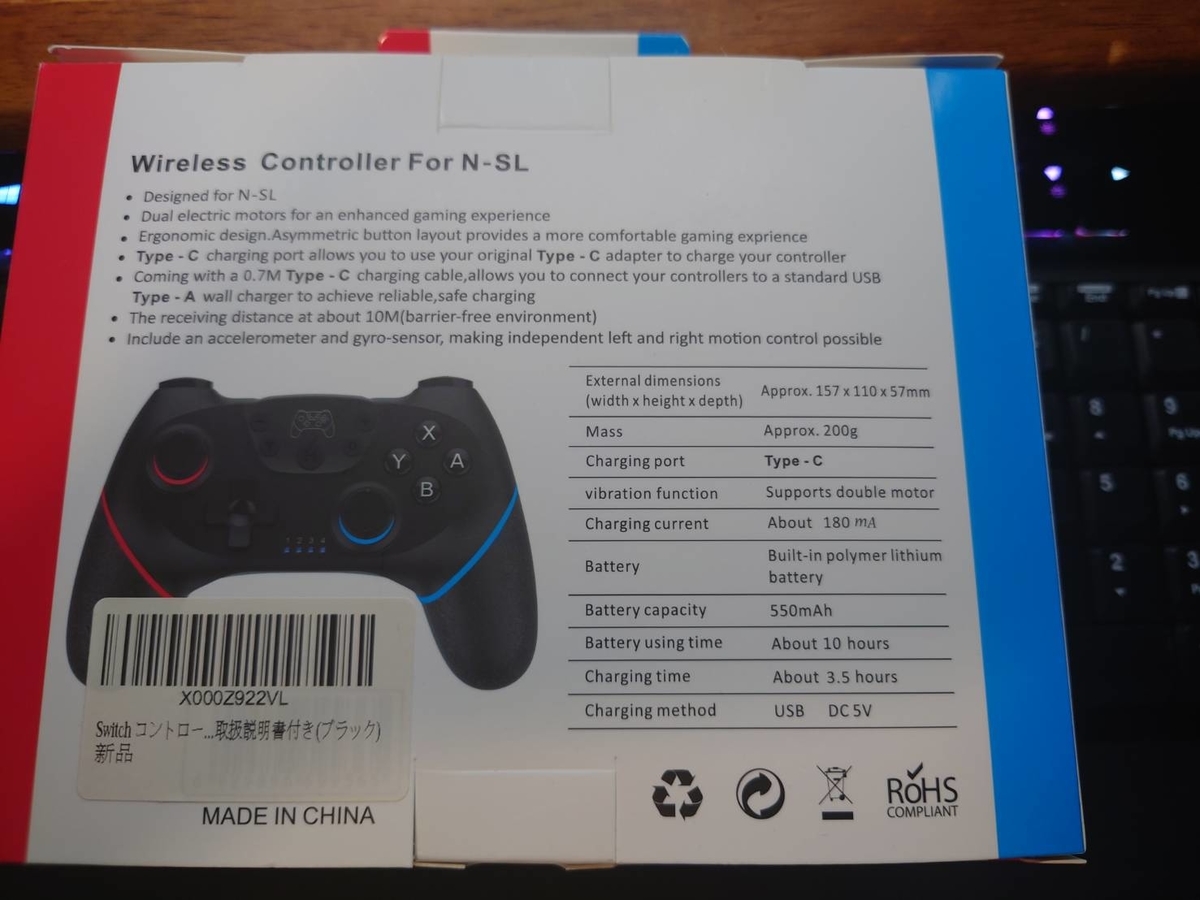 Wireless Controller For N-SL
• Designed for N-SL
• Dual electric motors for an enhanced gaming experience
• Ergonomic design.Asymmetric button layout provides a more comfortable gaming exprience
• Type - C charging port allows you to use your original Type - C adapter to charge your controller
• Coming with a 0.7M Type - C charging cable,allows you to connect your controllers to a standard USB
Type - A wall charger to achieve reliable,safe charging
• The receiving distance at about 10M(barrier-free environment)
• Include an accelerometer and gyro-sensor, making independent left and right motion control possible
X
Y A
B
1 2 3 4
External dimensions
(width x height x depth) Approx. 157 x 110 x 57mm
Mass Approx. 200g
Charging port Type - C
vibration function Supports double motor
Charging current About 180 mA
Battery Built-in polymer lithium
battery
Battery capacity 550mAh
Battery using time About 10 hours
Charging time About 3.5 hours
Charging method USB DC 5V
X000Z922VL
Switch コントロー...取扱説明書付き(ブラック)
新品
MADE IN CHINA
RoHS
COMPLIANT
8
9
5
6
2
3